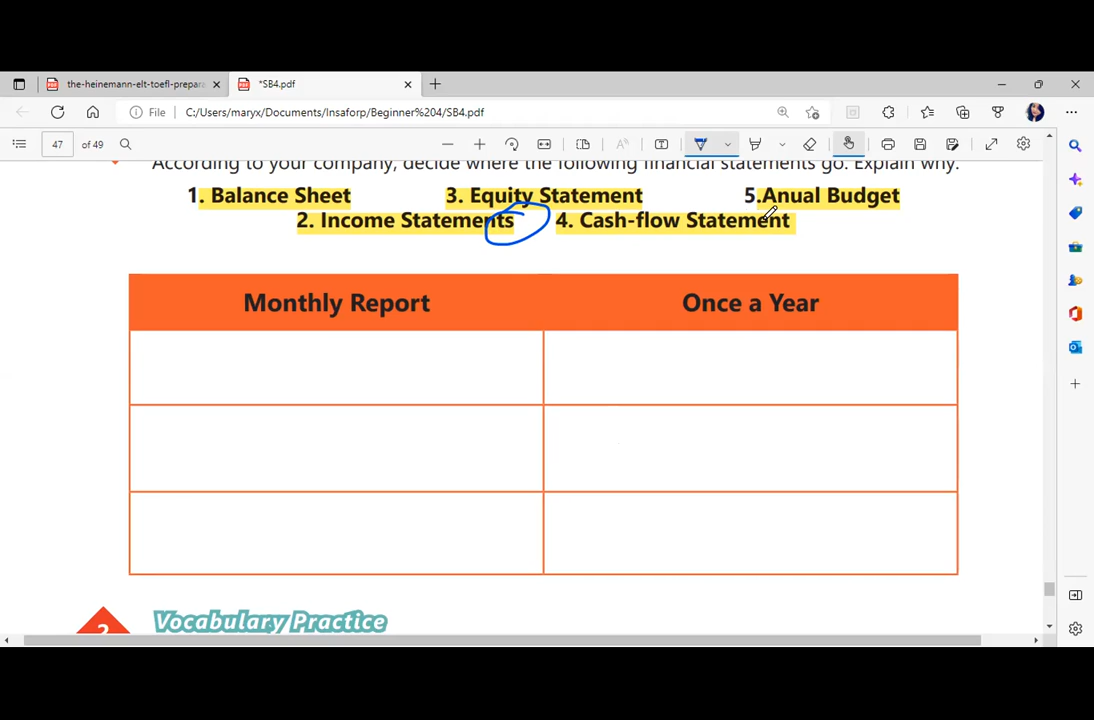 the-heinemann-elt-toefl-prepara
*SB4.pdf
File
C:/Users/maryx/Documents/Insaforp/Beginner%204/SB4.pdf
47 of 49
According to your company, decide where the following financial statements go. Explain why.
1. Balance Sheet 3. Equity Statement 5.Anual Budget
2. Income Statements 4. Cash-flow Statement
Monthly Report Once a Year
2 Vocabulary Practice